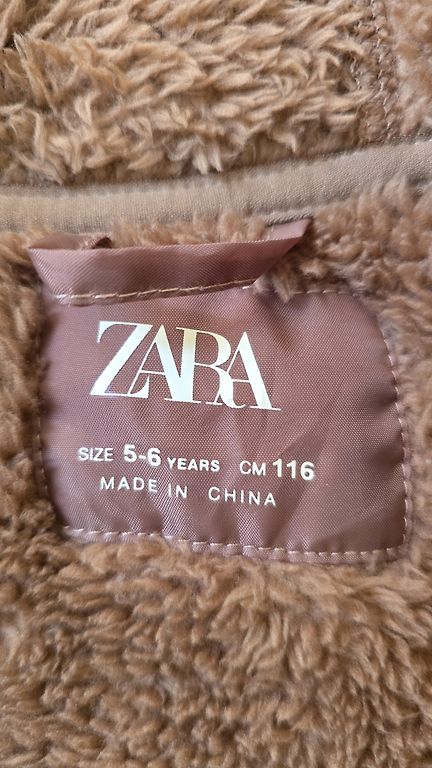 ZARA
SIZE 5-6 YEARS CM 116
MADE IN CHINA